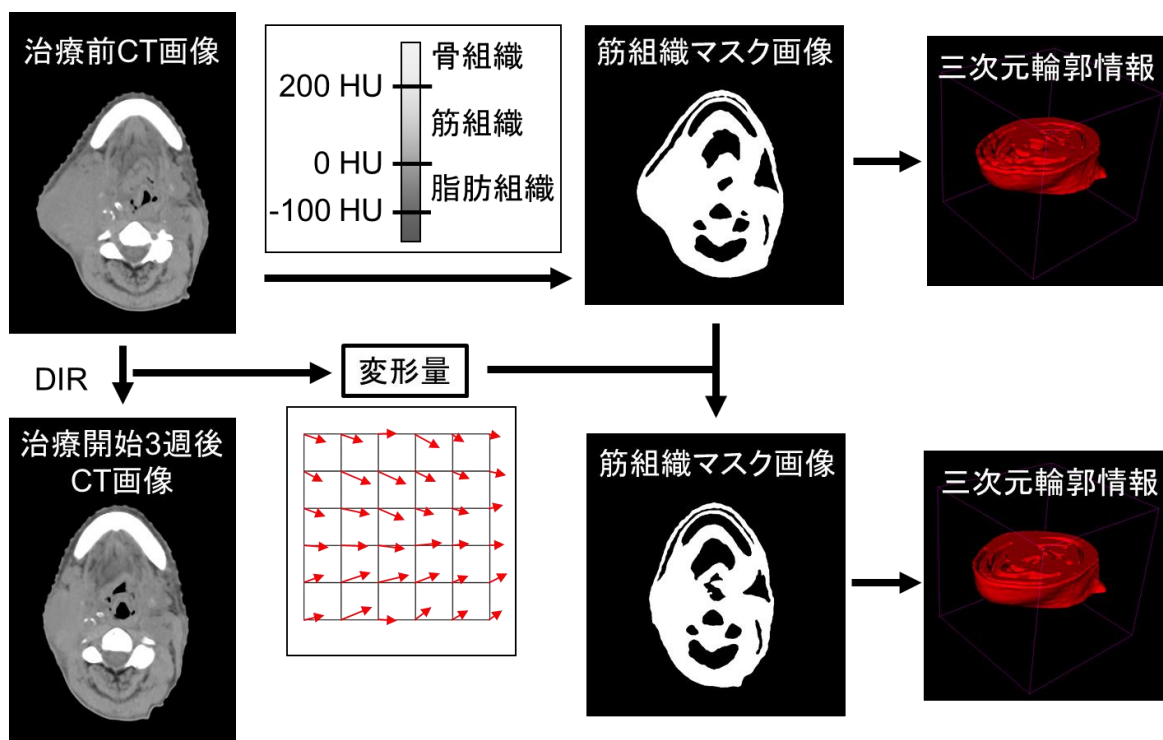 治療前CT画像
200 HU
0 HU
-100 HU
骨組織
筋組織
脂肪組織
筋組織マスク画像
三次元輪郭情報
DIR
変形量
治療開始3週後
CT画像
筋組織マスク画像
三次元輪郭情報